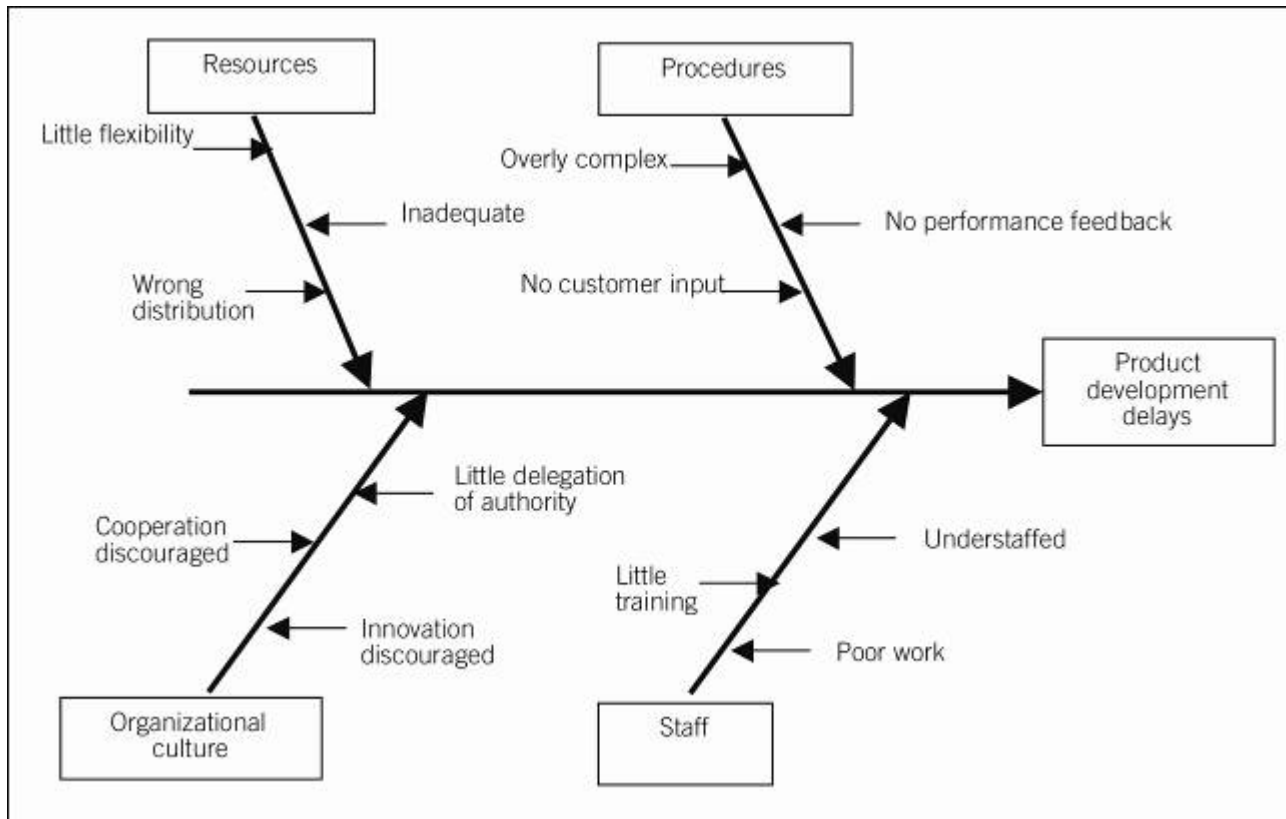 Resources
Procedures
Little flexibility
Overly complex
Inadequate
No performance feedback
Wrong
distribution
No customer input
Product
development
delays
Little delegation
of authority
Cooperation
discouraged
Understaffed
Little
training
Innovation
discouraged
Poor work
Organizational
culture
Staff